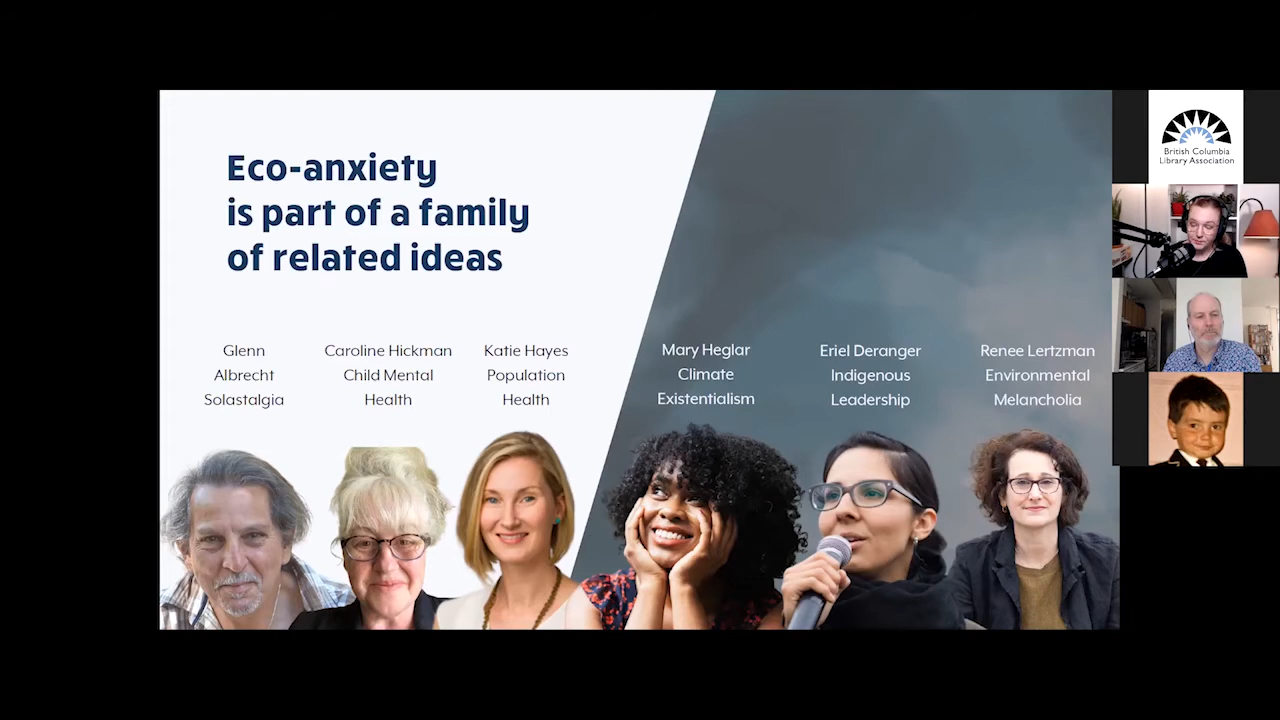 Eco-anxiety
is part of a family
of related ideas
Glenn
Albrecht
Solastalgia
Caroline Hickman
Child Mental
Health
Katie Hayes
Population
Health
Mary Heglar
Climate
Existentialism
Eriel Deranger
Indigenous
Leadership
Renee Lertzman
Environmental
Melancholia
British Columbia
Library Association